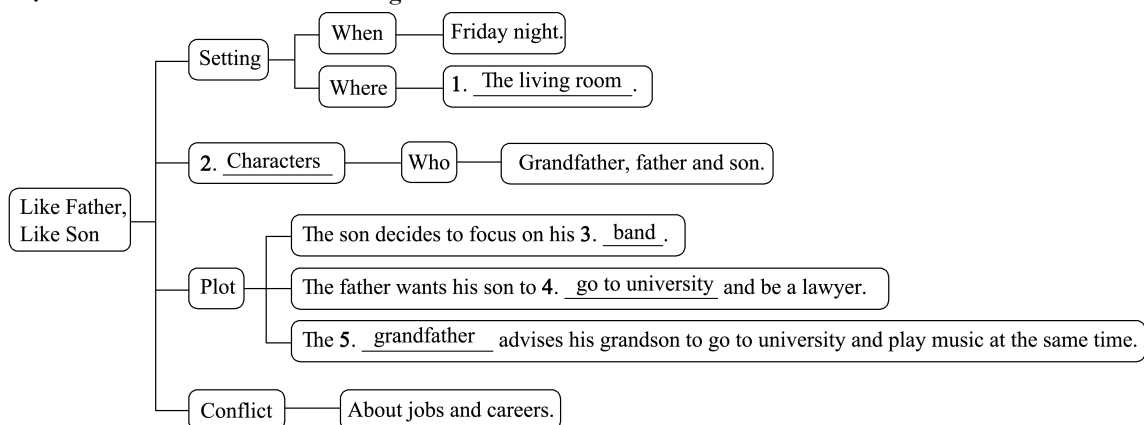 When
Friday night.
Setting
Where
1. The living room.
2. Characters
Who
Grandfather, father and son.
Like Father,
Like Son
The son decides to focus on his 3. band.
Plot
The father wants his son to 4. go to university and be a lawyer.
The 5. grandfather advises his grandson to go to university and play music at the same time.
Conflict
About jobs and careers.